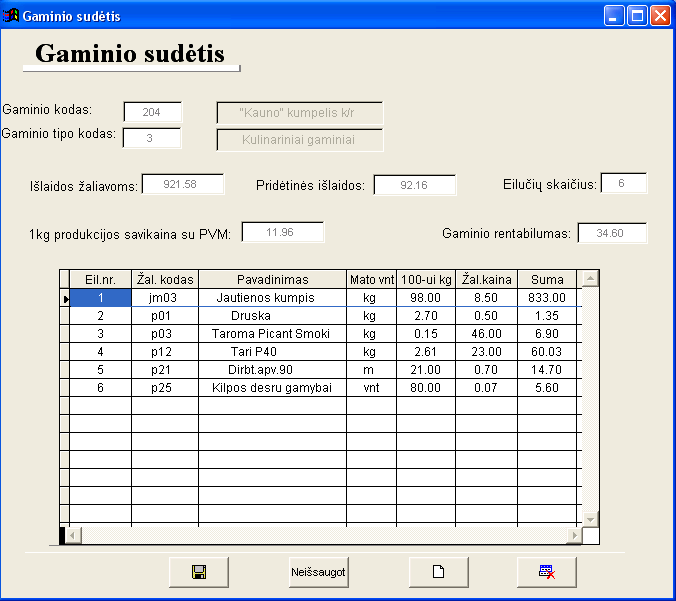 Gaminio sudėtis
Gaminio sudėtis
Gaminio kodas: 204 "Kauno" kumpelis k/r
Gaminio tipo kodas: 3 Kulinariniai gaminiai
Išlaidos žaliavoms: 921.58 Pridėtinės išlaidos: 92.16 Eilučių skaičius: 6
1kg produkcijos savikaina su PVM: 11.96 Gaminio rentabilumas: 34.60
Eil.nr. Žal. kodas Pavadinimas Mato vnt 100-ui kg Žal.kaina Suma
1 jm03 Jautienos kumpis kg 98.00 8.50 833.00
2 p01 Druska kg 2.70 0.50 1.35
3 p03 Taroma Picant Smoki kg 0.15 46.00 6.90
4 p12 Tari P40 kg 2.61 23.00 60.03
5 p21 Dirbt.apv.90 m 21.00 0.70 14.70
6 p25 Kilpos desru gamybai vnt 80.00 0.07 5.60
Neišsaugot